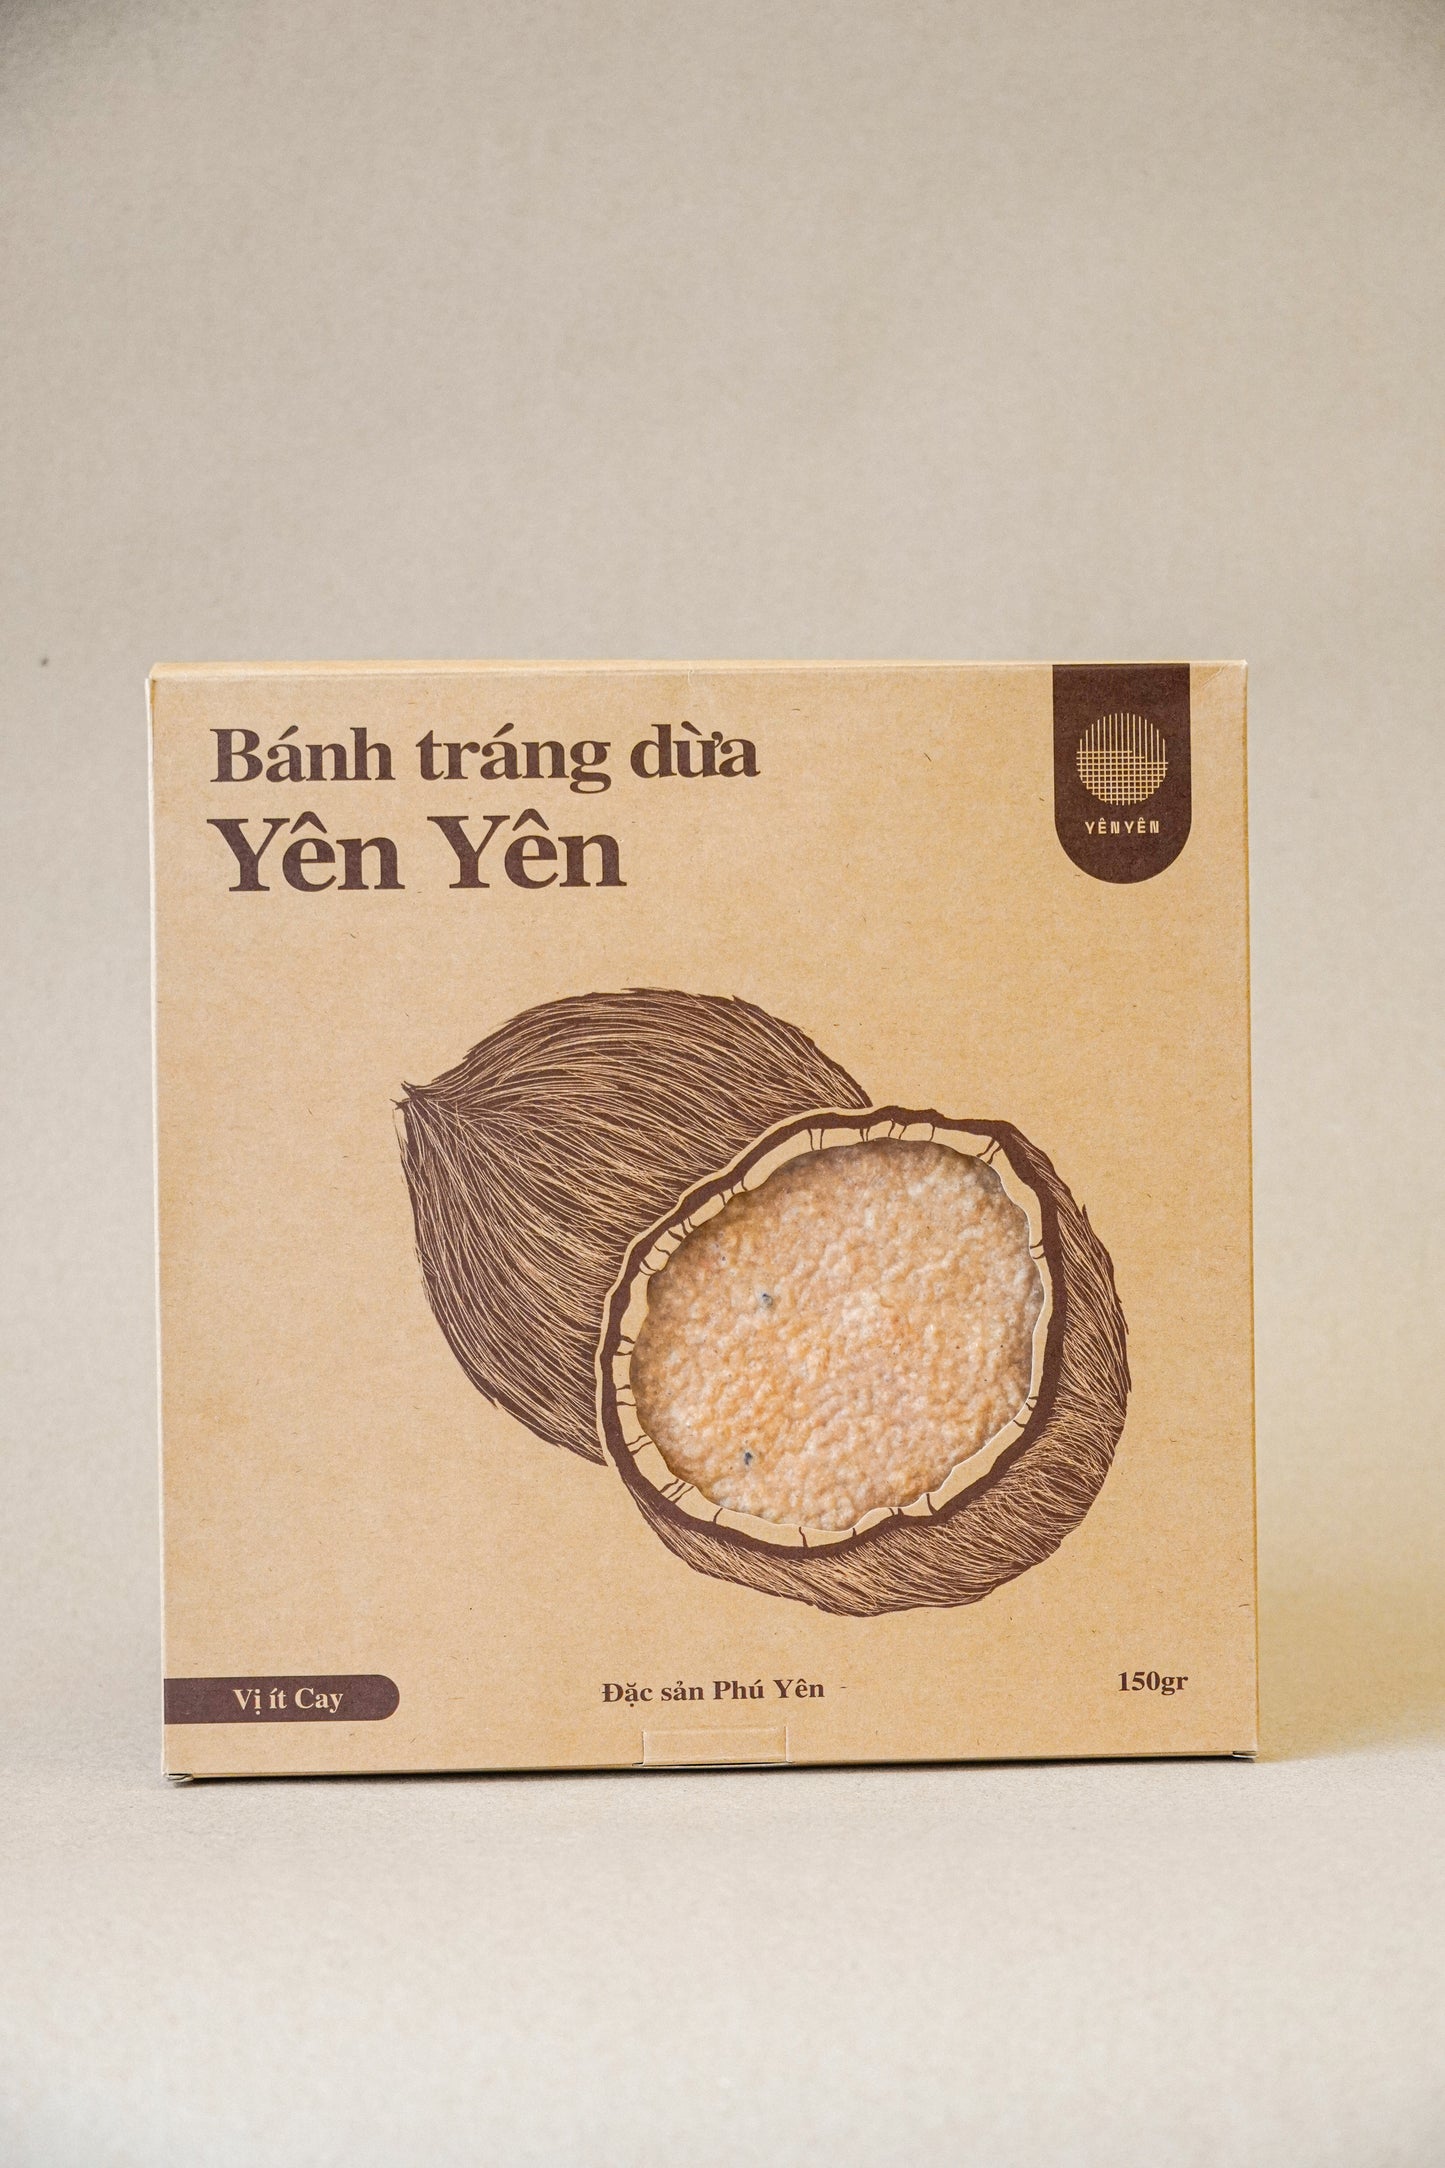 Bánh tráng dừa
Yên Yên
YÊN YÊN
Vị ít Cay
Đặc sản Phú Yên
150gr